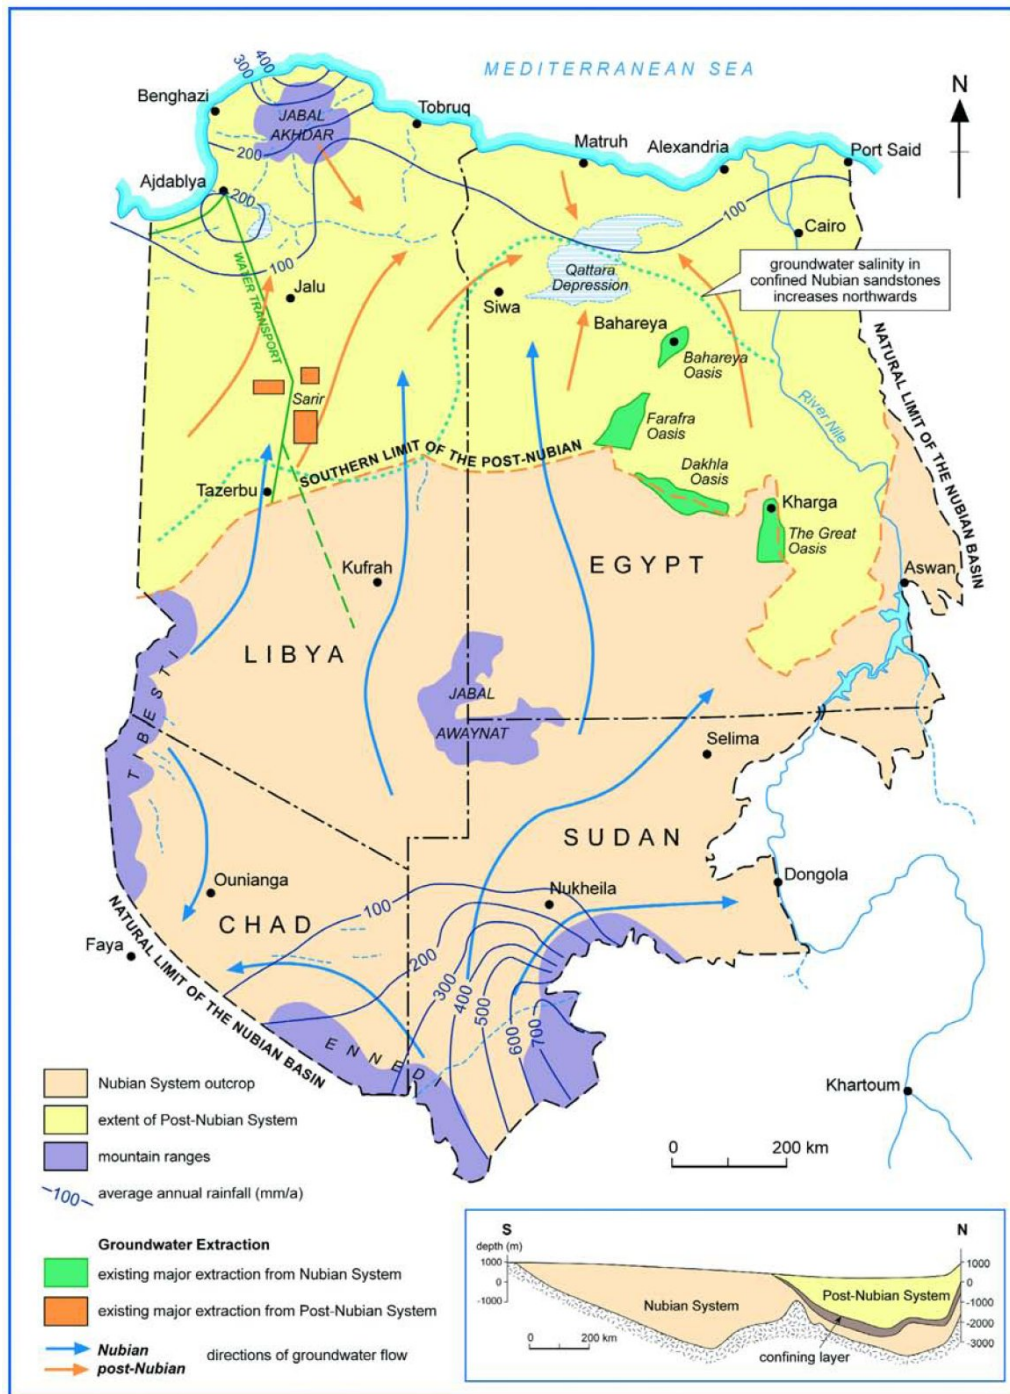 MEDITERRANEAN SEA
N
400
300
Benghazi
JABAL
AKHDAR
Tobruq
Matruh
Alexandria
Port Said
200
Ajdablya
200
100
Cairo
100
WATER TRANSPORT
Jalu
Siwa
Qattara
Depression
groundwater salinity in
confined Nubian sandstones
increases northwards
Bahareya
Bahareya
Oasis
Sarir
Farafra
Oasis
River Nile
NATURAL LIMIT OF THE NUBIAN BASIN
SOUTHERN LIMIT OF THE POST-NUBIAN
Dakhla
Oasis
Tazerbu
Kharga
The Great
Oasis
Kufrah
EGYPT
Aswan
LIBYA
TIBESTI
JABAL
AWAYNAT
Selima
SUDAN
Ounianga
CHAD
Nukheila
Dongola
Faya
100
200
300
400
500
600
700
NATURAL LIMIT OF THE NUBIAN BASIN
ENNEDI
Khartoum
0 200 km
Nubian System outcrop
extent of Post-Nubian System
mountain ranges
100 average annual rainfall (mm/a)
Groundwater Extraction
existing major extraction from Nubian System
existing major extraction from Post-Nubian System
Nubian
post-Nubian
directions of groundwater flow
S N
depth (m)
1000
0
-1000
1000
0
-1000
-2000
-3000
Nubian System
Post-Nubian System
confining layer
0 200 km